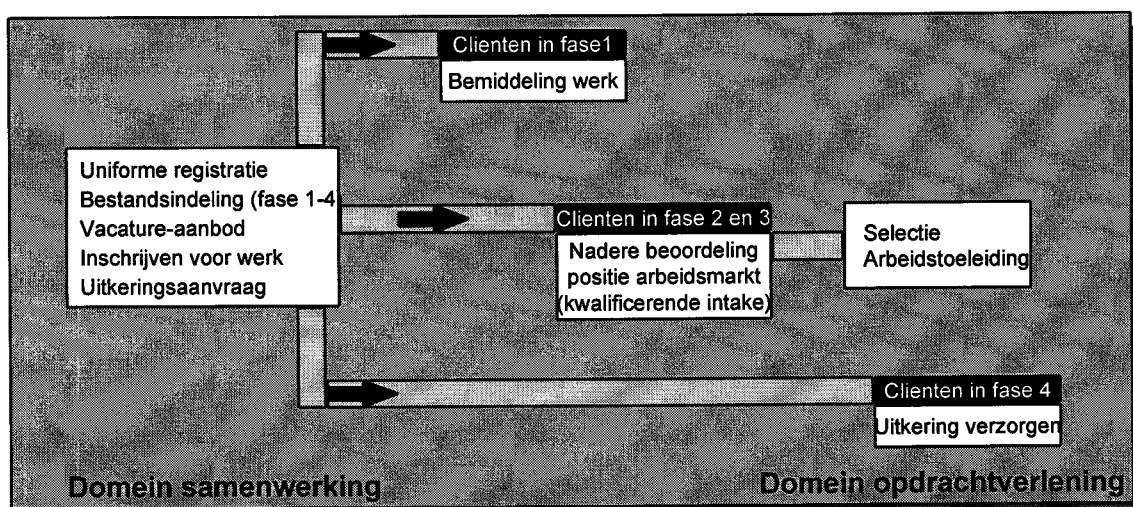 Clienten in fase1
Bemiddeling werk
Uniforme registratie
Bestandsindeling (fase 1-4)
Vacature-aanbod
Inschrijven voor werk
Uitkeringsaanvraag
Clienten in fase 2 en 3
Nadere beoordeling
positie arbeidsmarkt
(kwalificerende intake)
Selectie
Arbeidstoeleiding
Clienten in fase 4
Uitkering verzorgen
Domein samenwerking
Domein opdrachtverlening